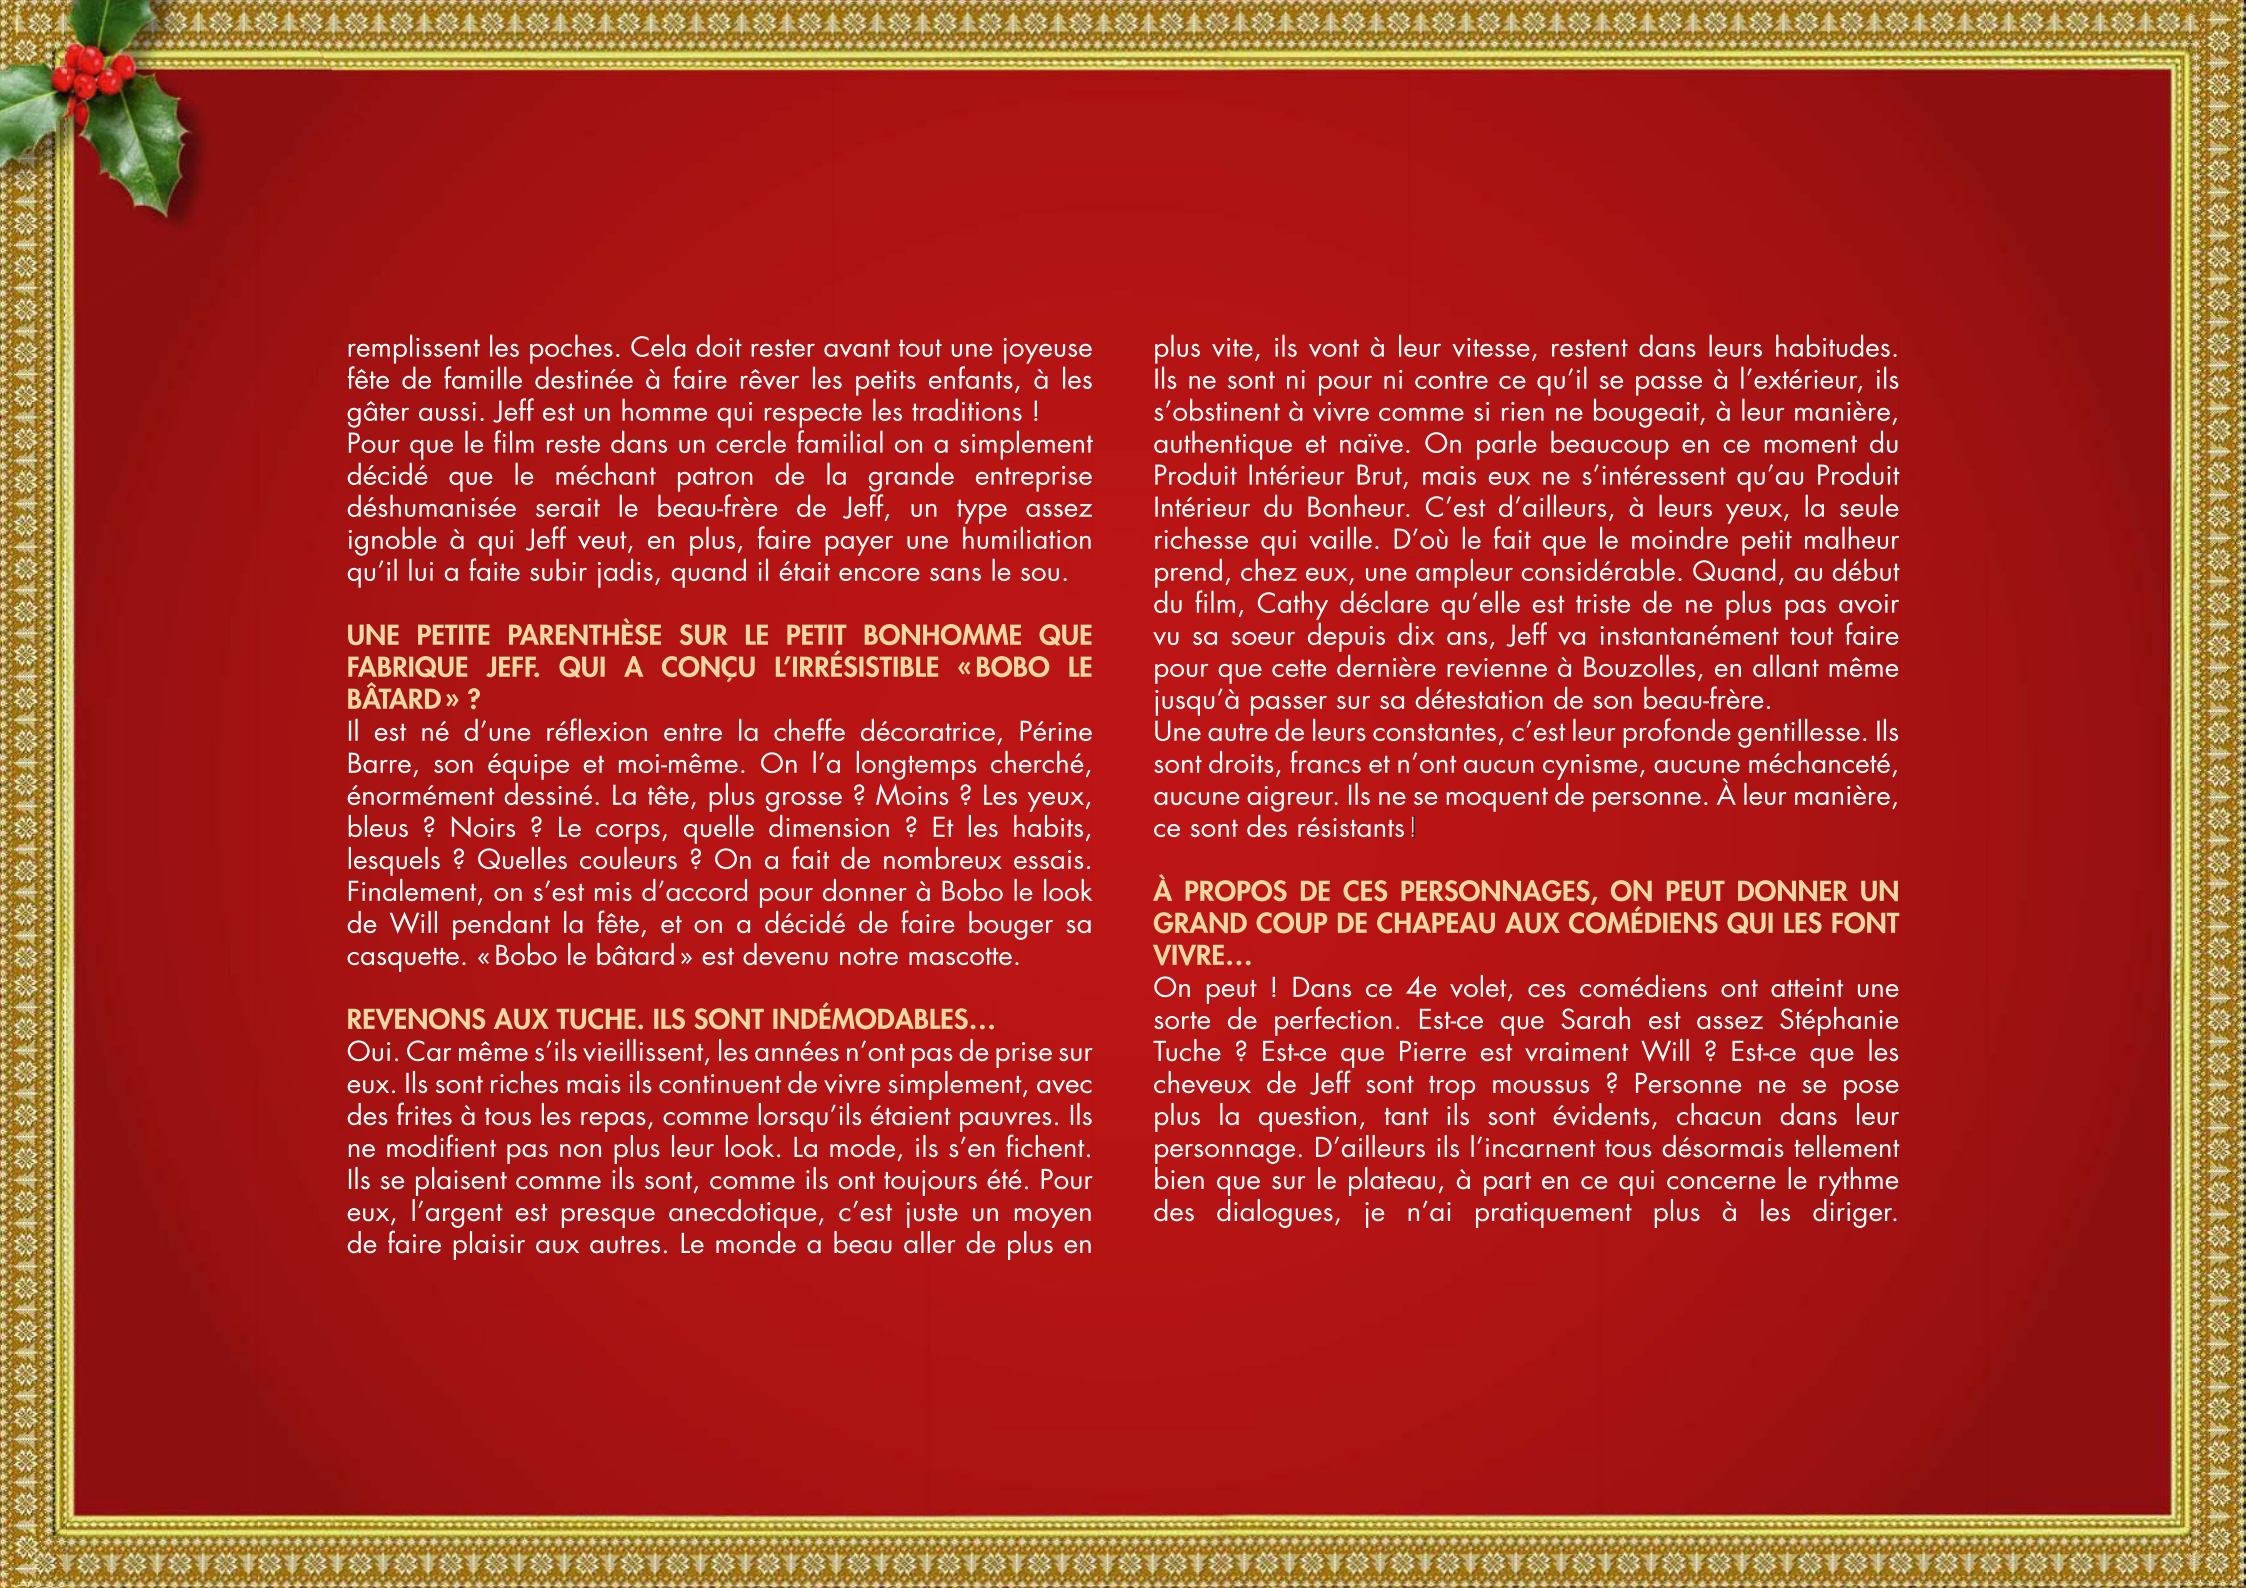 remplissent les poches. Cela doit rester avant tout une joyeuse
fête de famille destinée à faire rêver les petits enfants, à les
gâter aussi. Jeff est un homme qui respecte les traditions !
Pour que le film reste dans un cercle familial on a simplement
décidé que le méchant patron de la grande entreprise
déshumanisée serait le beau-frère de Jeff, un type assez
ignoble à qui Jeff veut, en plus, faire payer une humiliation
qu’il lui a faite subir jadis, quand il était encore sans le sou.
UNE PETITE PARENTHÈSE SUR LE PETIT BONHOMME QUE
FABRIQUE JEFF. QUI A CONÇU L’IRRÉSISTIBLE « BOBO LE
BÂTARD » ?
Il est né d’une réflexion entre la cheffe décoratrice, Périne
Barre, son équipe et moi-même. On l’a longtemps cherché,
énormément dessiné. La tête, plus grosse ? Moins ? Les yeux,
bleus ? Noirs ? Le corps, quelle dimension ? Et les habits,
lesquels ? Quelles couleurs ? On a fait de nombreux essais.
Finalement, on s’est mis d’accord pour donner à Bobo le look
de Will pendant la fête, et on a décidé de faire bouger sa
casquette. « Bobo le bâtard » est devenu notre mascotte.
REVENONS AUX TUCHE. ILS SONT INDÉMODABLES…
Oui. Car même s’ils vieillissent, les années n’ont pas de prise sur
eux. Ils sont riches mais ils continuent de vivre simplement, avec
des frites à tous les repas, comme lorsqu’ils étaient pauvres. Ils
ne modifient pas non plus leur look. La mode, ils s’en fichent.
Ils se plaisent comme ils sont, comme ils ont toujours été. Pour
eux, l’argent est presque anecdotique, c’est juste un moyen
de faire plaisir aux autres. Le monde a beau aller de plus en
plus vite, ils vont à leur vitesse, restent dans leurs habitudes.
Ils ne sont ni pour ni contre ce qu’il se passe à l’extérieur, ils
s’obstinent à vivre comme si rien ne bougeait, à leur manière,
authentique et naïve. On parle beaucoup en ce moment du
Produit Intérieur Brut, mais eux ne s’intéressent qu’au Produit
Intérieur du Bonheur. C’est d’ailleurs, à leurs yeux, la seule
richesse qui vaille. D’où le fait que le moindre petit malheur
prend, chez eux, une ampleur considérable. Quand, au début
du film, Cathy déclare qu’elle est triste de ne plus pas avoir
vu sa soeur depuis dix ans, Jeff va instantanément tout faire
pour que cette dernière revienne à Bouzolles, en allant même
jusqu’à passer sur sa détestation de son beau-frère.
Une autre de leurs constantes, c’est leur profonde gentillesse. Ils
sont droits, francs et n’ont aucun cynisme, aucune méchanceté,
aucune aigreur. Ils ne se moquent de personne. À leur manière,
ce sont des résistants !
À PROPOS DE CES PERSONNAGES, ON PEUT DONNER UN
GRAND COUP DE CHAPEAU AUX COMÉDIENS QUI LES FONT
VIVRE…
On peut ! Dans ce 4e volet, ces comédiens ont atteint une
sorte de perfection. Est-ce que Sarah est assez Stéphanie
Tuche ? Est-ce que Pierre est vraiment Will ? Est-ce que les
cheveux de Jeff sont trop moussus ? Personne ne se pose
plus la question, tant ils sont évidents, chacun dans leur
personnage. D’ailleurs ils l’incarnent tous désormais tellement
bien que sur le plateau, à part en ce qui concerne le rythme
des dialogues, je n’ai pratiquement plus à les diriger.